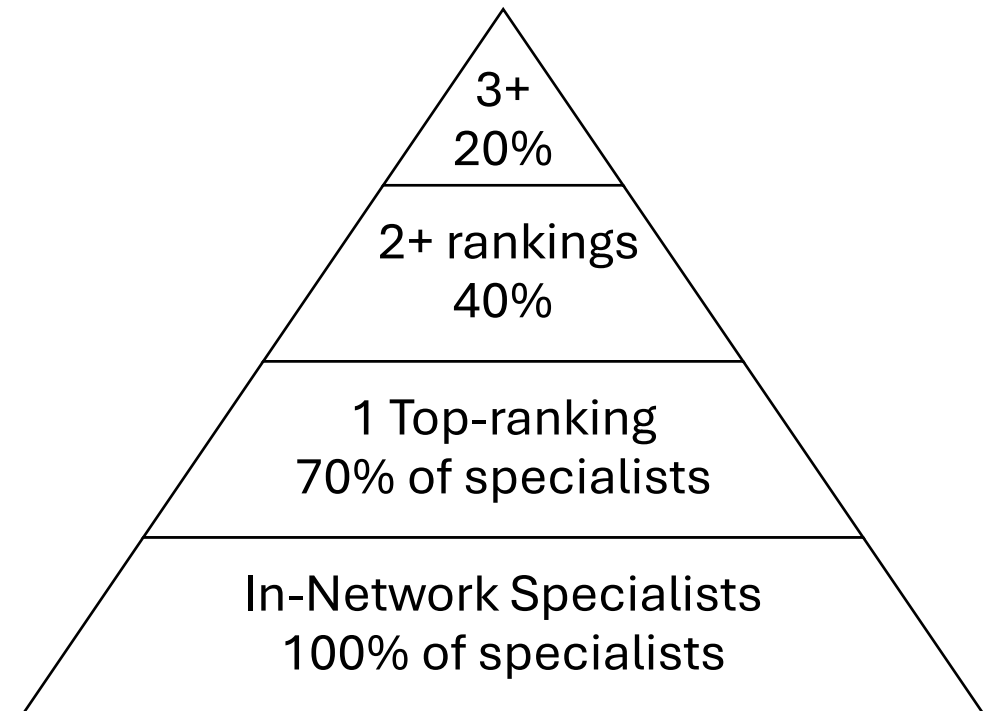 3+
20%
2+ rankings
40%
1 Top-ranking
70% of specialists
In-Network Specialists
100% of specialists